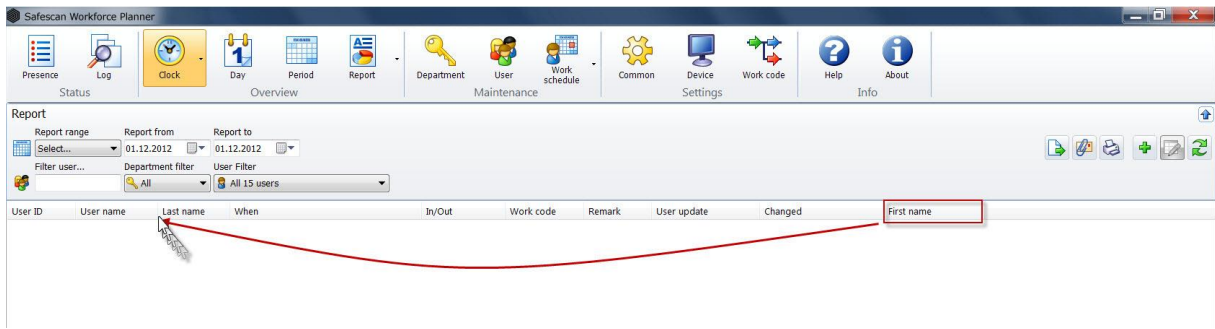 Safescan Workforce Planner
Presence Log Clock Day Period Report Department User Work schedule Common Device Work code Help About
Status Overview Maintenance Settings Info
Report
Report range Report from Report to
Select... 01.12.2012 01.12.2012
Filter user... Department filter User Filter
All All 15 users
User ID User name Last name When In/Out Work code Remark User update Changed First name